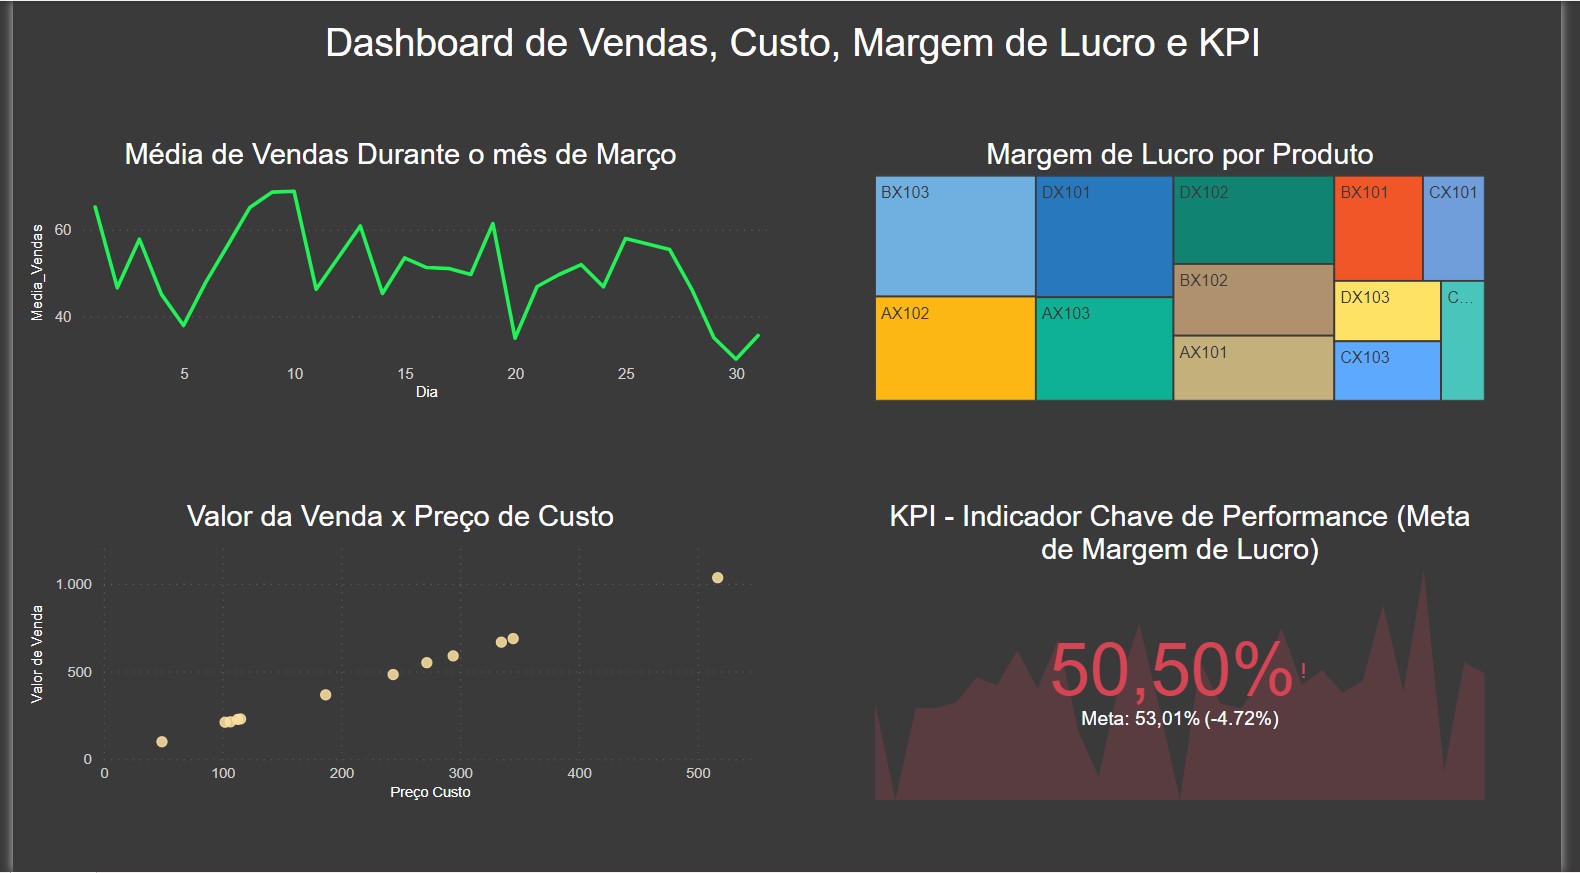 Dashboard de Vendas, Custo, Margem de Lucro e KPI
Média de Vendas Durante o mês de Março
Media_Vendas
60
40
5 10 15 20 25 30
Dia
Margem de Lucro por Produto
BX103 DX101 DX102 BX101 CX101
BX102
DX103 C...
AX102 AX103
AX101 CX103
Valor da Venda x Preço de Custo
Valor de Venda
1.000
500
0
0 100 200 300 400 500
Preço Custo
KPI - Indicador Chave de Performance (Meta
de Margem de Lucro)
50,50%!
Meta: 53,01% (-4.72%)